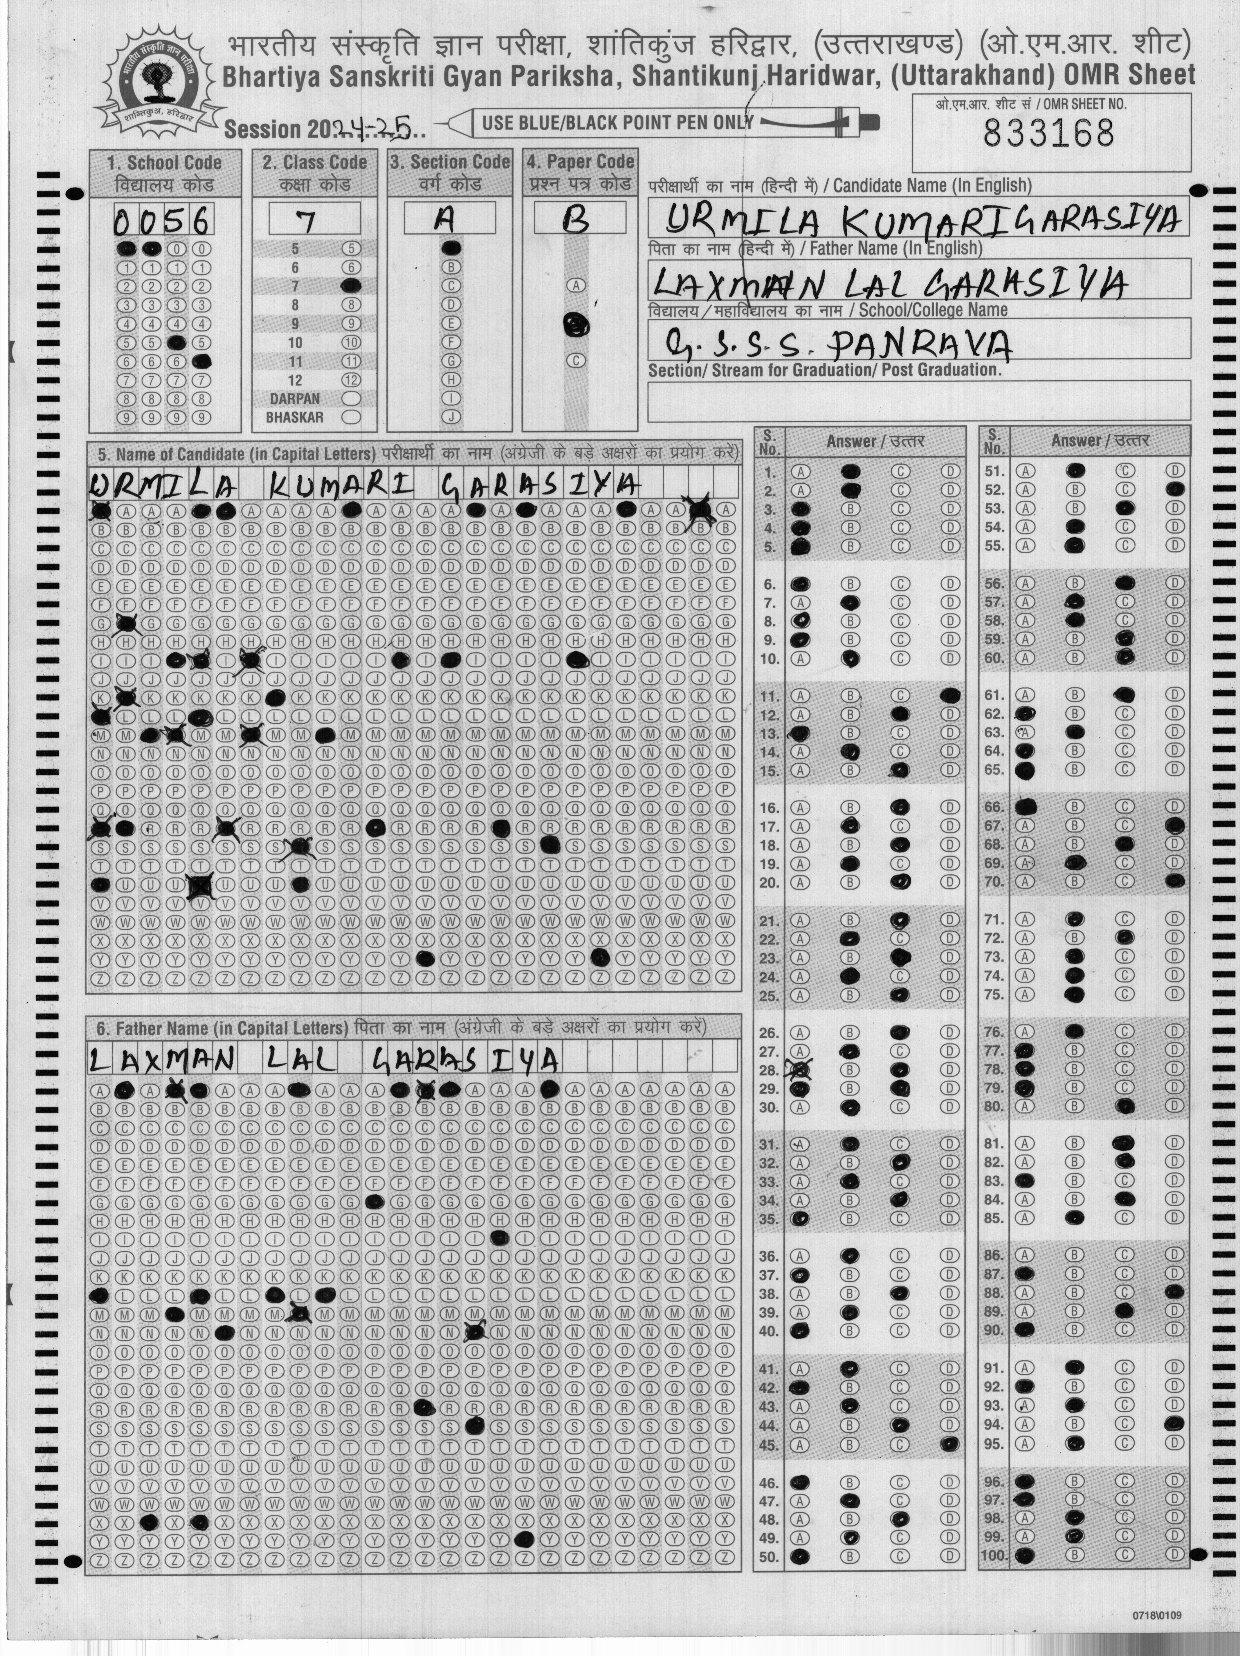 भारतीय संस्कृति ज्ञान परीक्षा, शांतिकुंज हरिद्वार, (उत्तराखण्ड) (ओ.एम.आर. शीट)
Bhartiya Sanskriti Gyan Pariksha, Shantikunj Haridwar, (Uttarakhand) OMR Sheet
Session 2024-25
USE BLUE/BLACK POINT PEN ONLY
ओ.एम.आर. शीट सं / OMR SHEET NO.
833168
1. School Code
विद्यालय कोड
0056
2. Class Code
कक्षा कोड
7
5 6 7 8 9 10 11 12 DARPAN BHASKAR
3. Section Code
वर्ग कोड
A
4. Paper Code
प्रश्न पत्र कोड
B
परीक्षार्थी का नाम (हिन्दी में) / Candidate Name (In English)
URMILA KUMARI GARASIYA
पिता का नाम (हिन्दी में) / Father Name (In English)
LAXMAN LAL GARASIYA
विद्यालय/महाविद्यालय का नाम / School/College Name
G.S.S.S. PANRAVA
Section/ Stream for Graduation/ Post Graduation.
5. Name of Candidate (in Capital Letters) परीक्षार्थी का नाम (अंग्रेजी के बड़े अक्षरों का प्रयोग करें)
URMILA KUMARI GARASIYA
6. Father Name (in Capital Letters) पिता का नाम (अंग्रेजी के बड़े अक्षरों का प्रयोग करें)
LAXMAN LAL GARASIYA
S. No. Answer / उत्तर
S. No. Answer / उत्तर
0718\0109